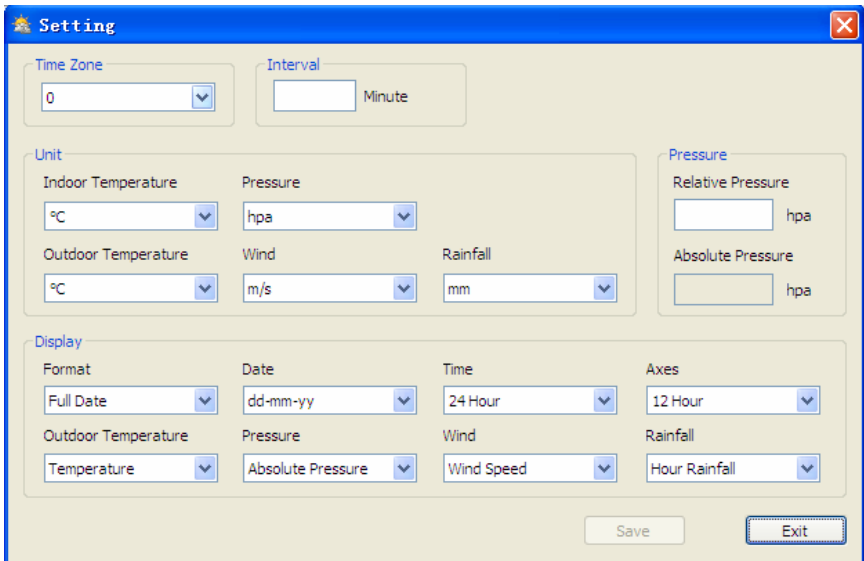 Setting
Time Zone Interval
0 Minute
Unit Pressure
Indoor Temperature Pressure Relative Pressure
°C hpa hpa
Outdoor Temperature Wind Rainfall Absolute Pressure
°C m/s mm hpa
Display
Format Date Time Axes
Full Date dd-mm-yy 24 Hour 12 Hour
Outdoor Temperature Pressure Wind Rainfall
Temperature Absolute Pressure Wind Speed Hour Rainfall
Save Exit